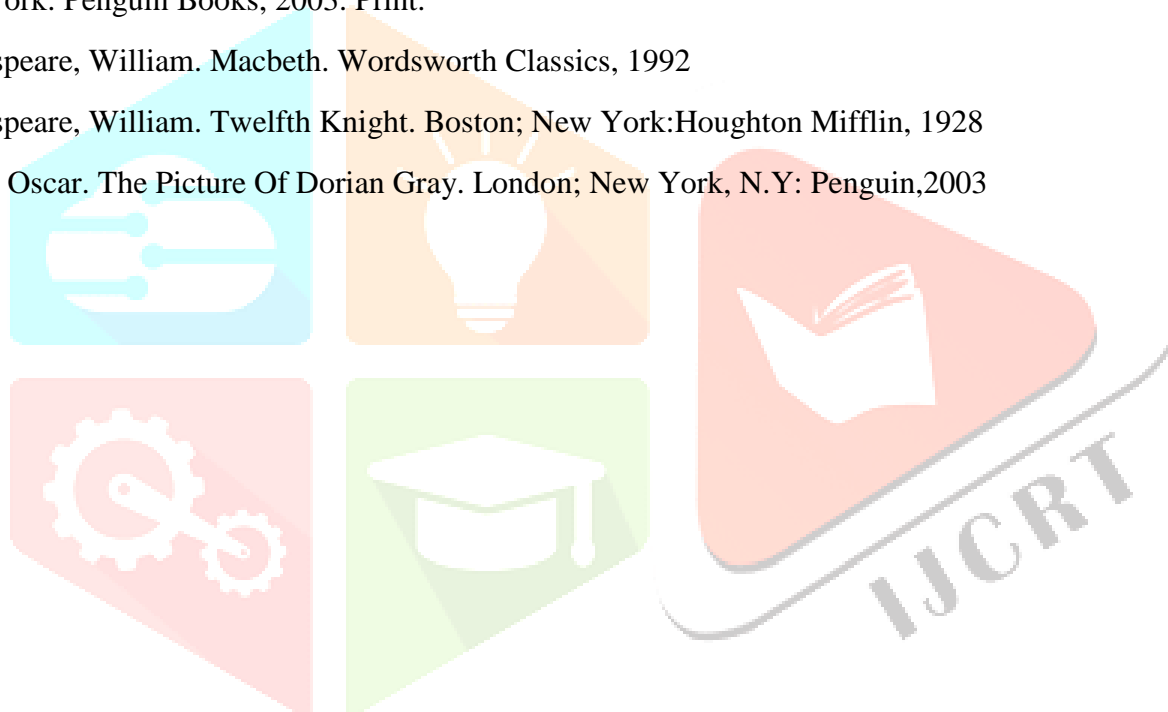 ork: Penguin Books, 2003. Print.
speare, William. Macbeth. Wordsworth Classics, 1992
speare, William. Twelfth Knight. Boston; New York:Houghton Mifflin, 1928
Oscar. The Picture Of Dorian Gray. London; New York, N.Y: Penguin,2003
IJCRT